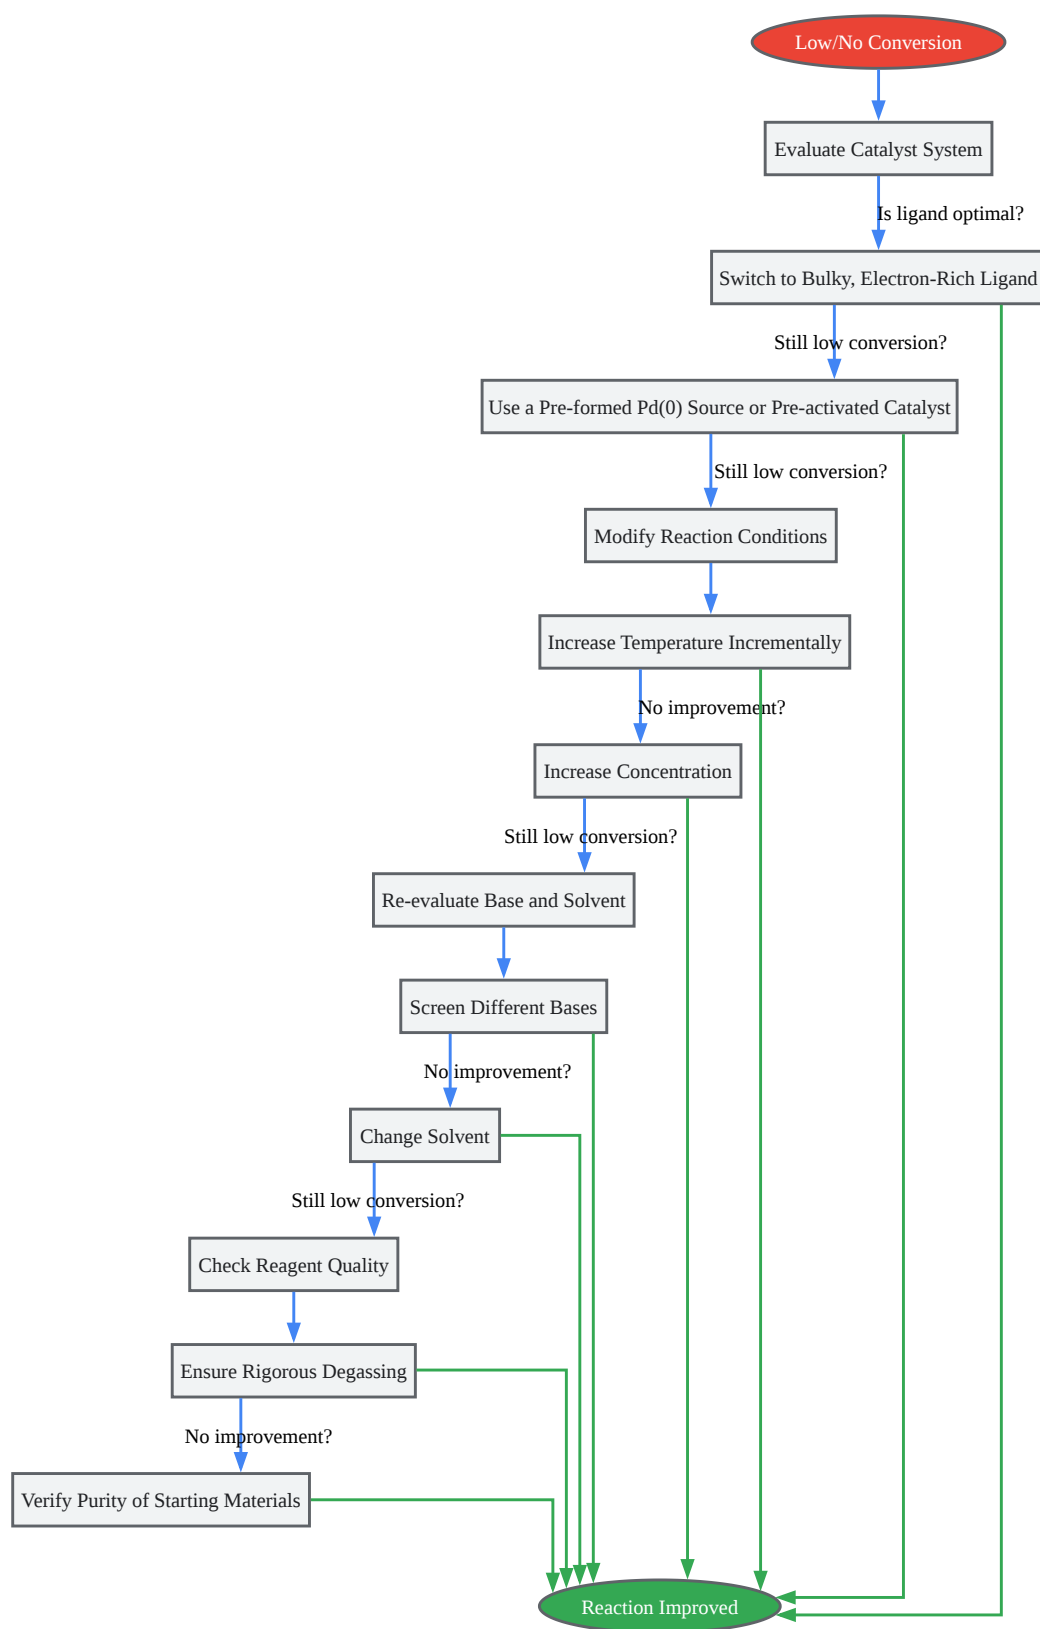 Low/No Conversion
Evaluate Catalyst System
Is ligand optimal?
Switch to Bulky, Electron-Rich Ligand
Still low conversion?
Use a Pre-formed Pd(0) Source or Pre-activated Catalyst
Still low conversion?
Modify Reaction Conditions
Increase Temperature Incrementally
No improvement?
Increase Concentration
Still low conversion?
Re-evaluate Base and Solvent
Screen Different Bases
No improvement?
Change Solvent
Still low conversion?
Check Reagent Quality
Ensure Rigorous Degassing
No improvement?
Verify Purity of Starting Materials
Reaction Improved